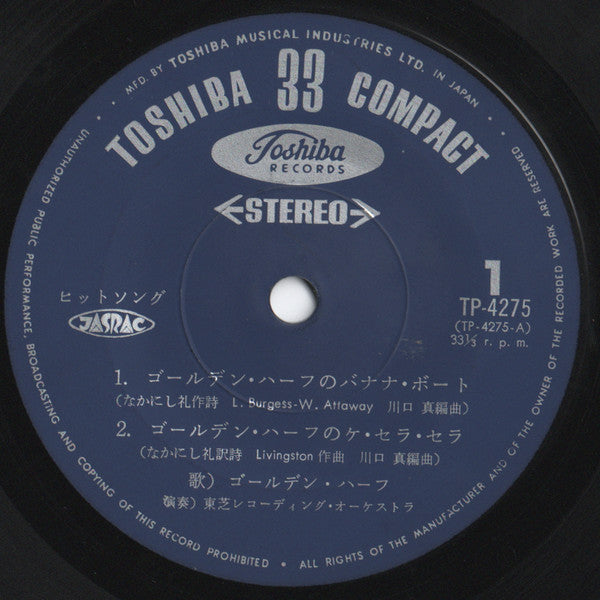 MFD. BY TOSHIBA MUSICAL INDUSTRIES LTD. IN JAPAN
TOSHIBA 33 COMPACT
Toshiba
RECORDS
STEREO
1
TP-4275
(TP-4275-A)
33⅓ r. p. m.
ヒットソング
JASRAC
1. ゴールデン・ハーフのバナナ・ボート
(なかにし礼作詩 L. Burgess-W. Attaway 川口 真編曲)
2. ゴールデン・ハーフのケ・セラ・セラ
(なかにし礼訳詩 Livingston 作曲 川口 真編曲)
歌) ゴールデン・ハーフ
演奏) 東芝レコーディング・オーケストラ
UNAUTHORIZED PUBLIC PERFORMANCE, BROADCASTING AND COPYING OF THIS RECORD PROHIBITED • ALL RIGHTS OF THE MANUFACTURER AND OF THE OWNER OF THE RECORDED WORK ARE RESERVED